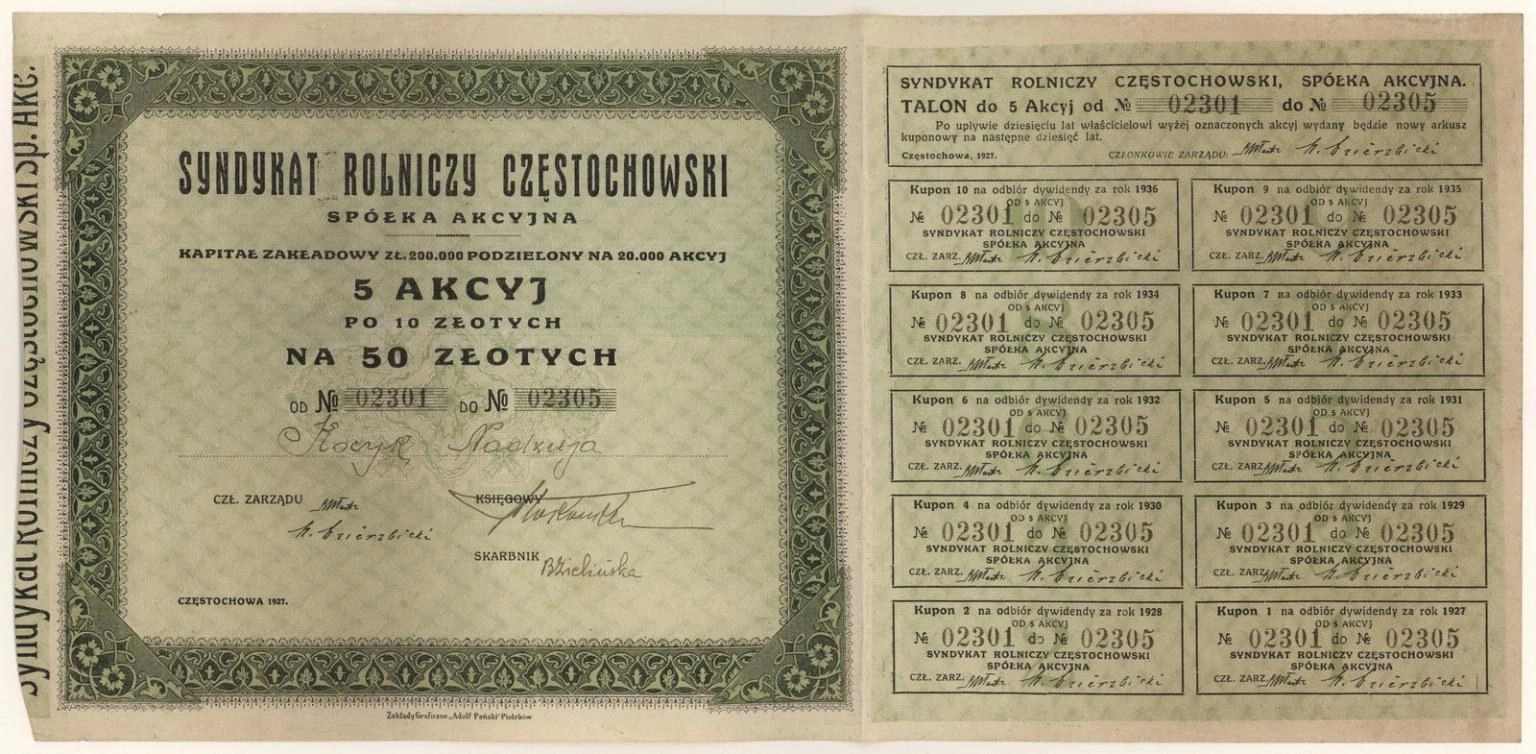 Syndykat Rolniczy Częstochowski Sp. Akc.
SYNDYKAT ROLNICZY CZĘSTOCHOWSKI
SPÓŁKA AKCYJNA
KAPITAŁ ZAKŁADOWY ZŁ. 200.000 PODZIELONY NA 20.000 AKCYJ
5 AKCYJ
PO 10 ZŁOTYCH
NA 50 ZŁOTYCH
OD № 02301 DO № 02305
Nadzieja
CZŁ. ZARZĄDU
KSIĘGOWY
SKARBNIK BZielińska
CZĘSTOCHOWA 1927.
Zakłady Graficzne „Adolf Pański" Piotrków
SYNDYKAT ROLNICZY CZĘSTOCHOWSKI, SPÓŁKA AKCYJNA.
TALON do 5 Akcyj od № 02301 do № 02305
Po upływie dziesięciu lat właścicielowi wyżej oznaczonych akcyj wydany będzie nowy arkusz
kuponowy na następne dziesięć lat.
Częstochowa, 1927. CZŁONKOWIE ZARZĄDU:
Kupon 10 na odbiór dywidendy za rok 1936
OD 5 AKCYJ
№ 02301 do № 02305
SYNDYKAT ROLNICZY CZĘSTOCHOWSKI
SPÓŁKA AKCYJNA
CZŁ. ZARZ.
Kupon 9 na odbiór dywidendy za rok 1935
OD 5 AKCYJ
№ 02301 do № 02305
SYNDYKAT ROLNICZY CZĘSTOCHOWSKI
SPÓŁKA AKCYJNA
CZŁ. ZARZ.
Kupon 8 na odbiór dywidendy za rok 1934
OD 5 AKCYJ
№ 02301 do № 02305
SYNDYKAT ROLNICZY CZĘSTOCHOWSKI
SPÓŁKA AKCYJNA
CZŁ. ZARZ.
Kupon 7 na odbiór dywidendy za rok 1933
OD 5 AKCYJ
№ 02301 do № 02305
SYNDYKAT ROLNICZY CZĘSTOCHOWSKI
SPÓŁKA AKCYJNA
CZŁ. ZARZ.
Kupon 6 na odbiór dywidendy za rok 1932
OD 5 AKCYJ
№ 02301 do № 02305
SYNDYKAT ROLNICZY CZĘSTOCHOWSKI
SPÓŁKA AKCYJNA
CZŁ. ZARZ.
Kupon 5 na odbiór dywidendy za rok 1931
OD 5 AKCYJ
№ 02301 do № 02305
SYNDYKAT ROLNICZY CZĘSTOCHOWSKI
SPÓŁKA AKCYJNA
CZŁ. ZARZ.
Kupon 4 na odbiór dywidendy za rok 1930
OD 5 AKCYJ
№ 02301 do № 02305
SYNDYKAT ROLNICZY CZĘSTOCHOWSKI
SPÓŁKA AKCYJNA
CZŁ. ZARZ.
Kupon 3 na odbiór dywidendy za rok 1929
OD 5 AKCYJ
№ 02301 do № 02305
SYNDYKAT ROLNICZY CZĘSTOCHOWSKI
SPÓŁKA AKCYJNA
CZŁ. ZARZ.
Kupon 2 na odbiór dywidendy za rok 1928
OD 5 AKCYJ
№ 02301 do № 02305
SYNDYKAT ROLNICZY CZĘSTOCHOWSKI
SPÓŁKA AKCYJNA
CZŁ. ZARZ.
Kupon 1 na odbiór dywidendy za rok 1927
OD 5 AKCYJ
№ 02301 do № 02305
SYNDYKAT ROLNICZY CZĘSTOCHOWSKI
SPÓŁKA AKCYJNA
CZŁ. ZARZ.